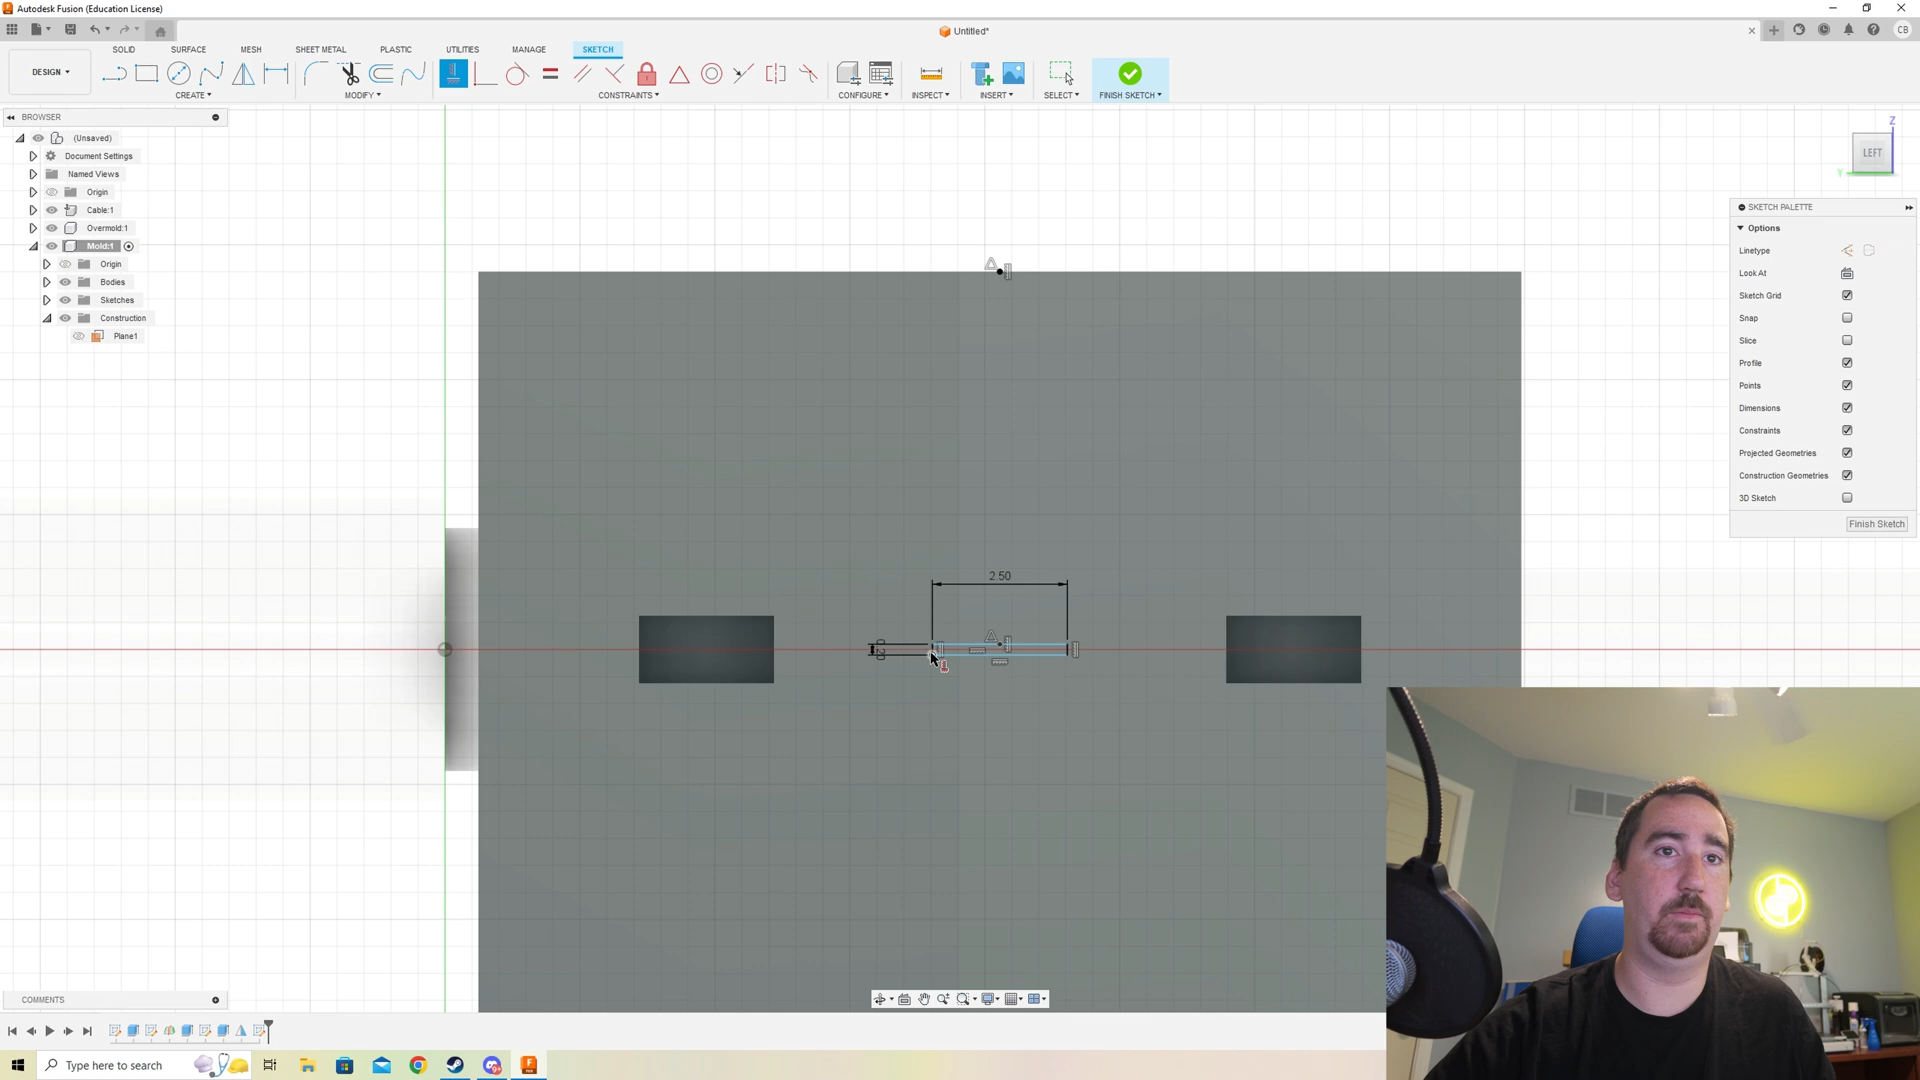 Autodesk Fusion (Education License)
Untitled*
CB
DESIGN
SOLID SURFACE MESH SHEET METAL PLASTIC UTILITIES MANAGE SKETCH
CREATE MODIFY CONSTRAINTS CONFIGURE INSPECT INSERT SELECT FINISH SKETCH
BROWSER
(Unsaved)
Document Settings
Named Views
Origin
Cable:1
Overmold:1
Mold:1
Origin
Bodies
Sketches
Construction
Plane1
Z
LEFT
Y
SKETCH PALETTE
Options
Linetype
Look At
Sketch Grid
Snap
Slice
Profile
Points
Dimensions
Constraints
Projected Geometries
Construction Geometries
3D Sketch
Finish Sketch
2.50
0.20
COMMENTS
Type here to search